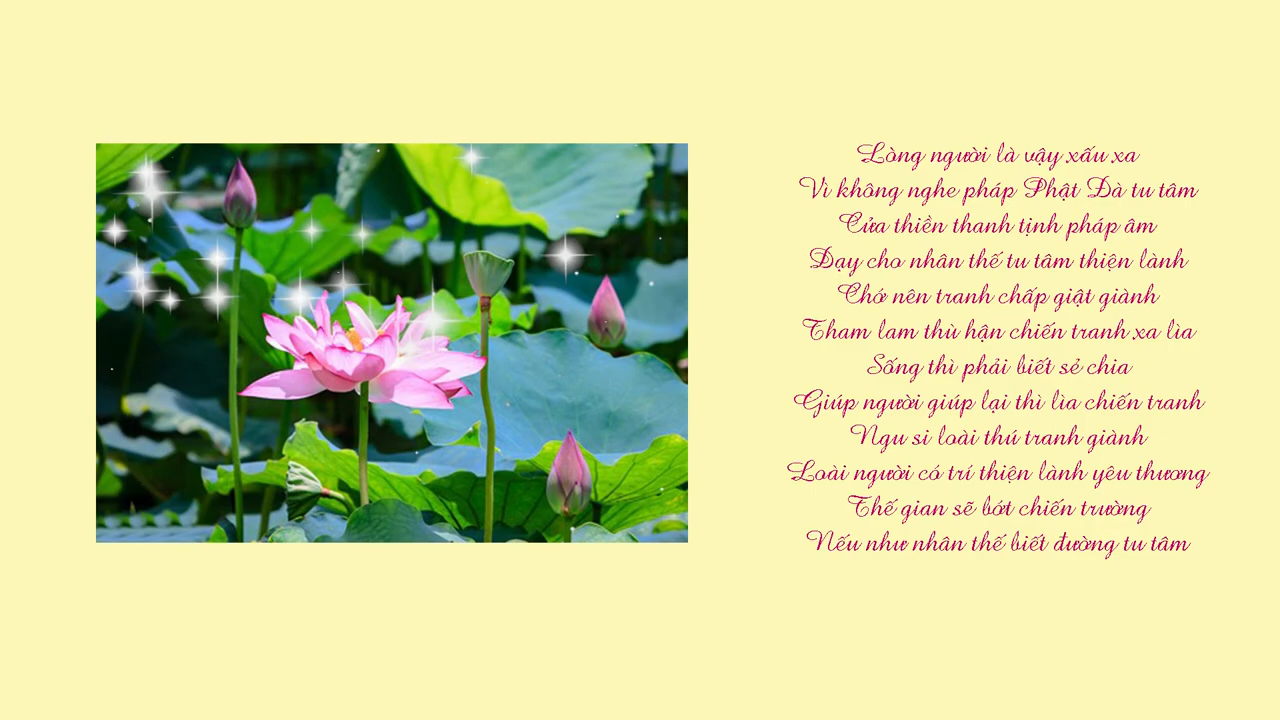 Lòng người là vậy xấu xa
Vì không nghe pháp Phật Đà tu tâm
Cửa thiền thanh tịnh pháp âm
Dạy cho nhân thế tu tâm thiện lành
Chớ nên tranh chấp giật giành
Tham lam thù hận chiến tranh xa lìa
Sống thì phải biết sẻ chia
Giúp người giúp lại thì lìa chiến tranh
Ngu si loài thú tranh giành
Loài người có trí thiện lành yêu thương
Thế gian sẽ bớt chiến trường
Nếu như nhân thế biết đường tu tâm